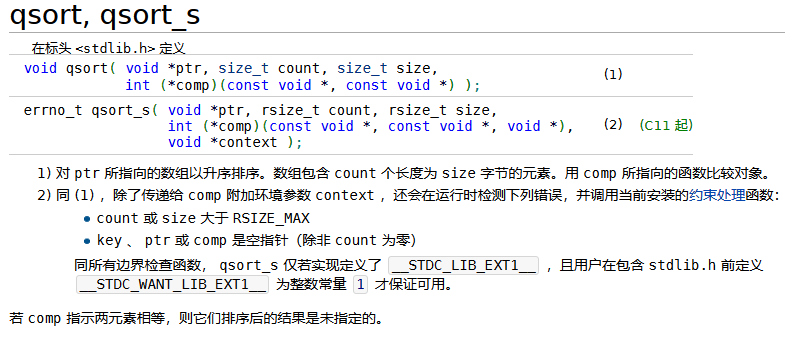 qsort, qsort_s
在标头 <stdlib.h> 定义
void qsort( void *ptr, size_t count, size_t size,
int (*comp)(const void *, const void *) ); (1)
errno_t qsort_s( void *ptr, rsize_t count, rsize_t size,
int (*comp)(const void *, const void *, void *), (2) (C11 起)
void *context );
1) 对 ptr 所指向的数组以升序排序。数组包含 count 个长度为 size 字节的元素。用 comp 所指向的函数比较对象。
2) 同 (1) ，除了传递给 comp 附加环境参数 context ，还会在运行时检测下列错误，并调用当前安装的约束处理函数：
• count 或 size 大于 RSIZE_MAX
• key 、 ptr 或 comp 是空指针（除非 count 为零）
同所有边界检查函数， qsort_s 仅若实现定义了 __STDC_LIB_EXT1__ ，且用户在包含 stdlib.h 前定义
__STDC_WANT_LIB_EXT1__ 为整数常量 1 才保证可用。
若 comp 指示两元素相等，则它们排序后的结果是未指定的。